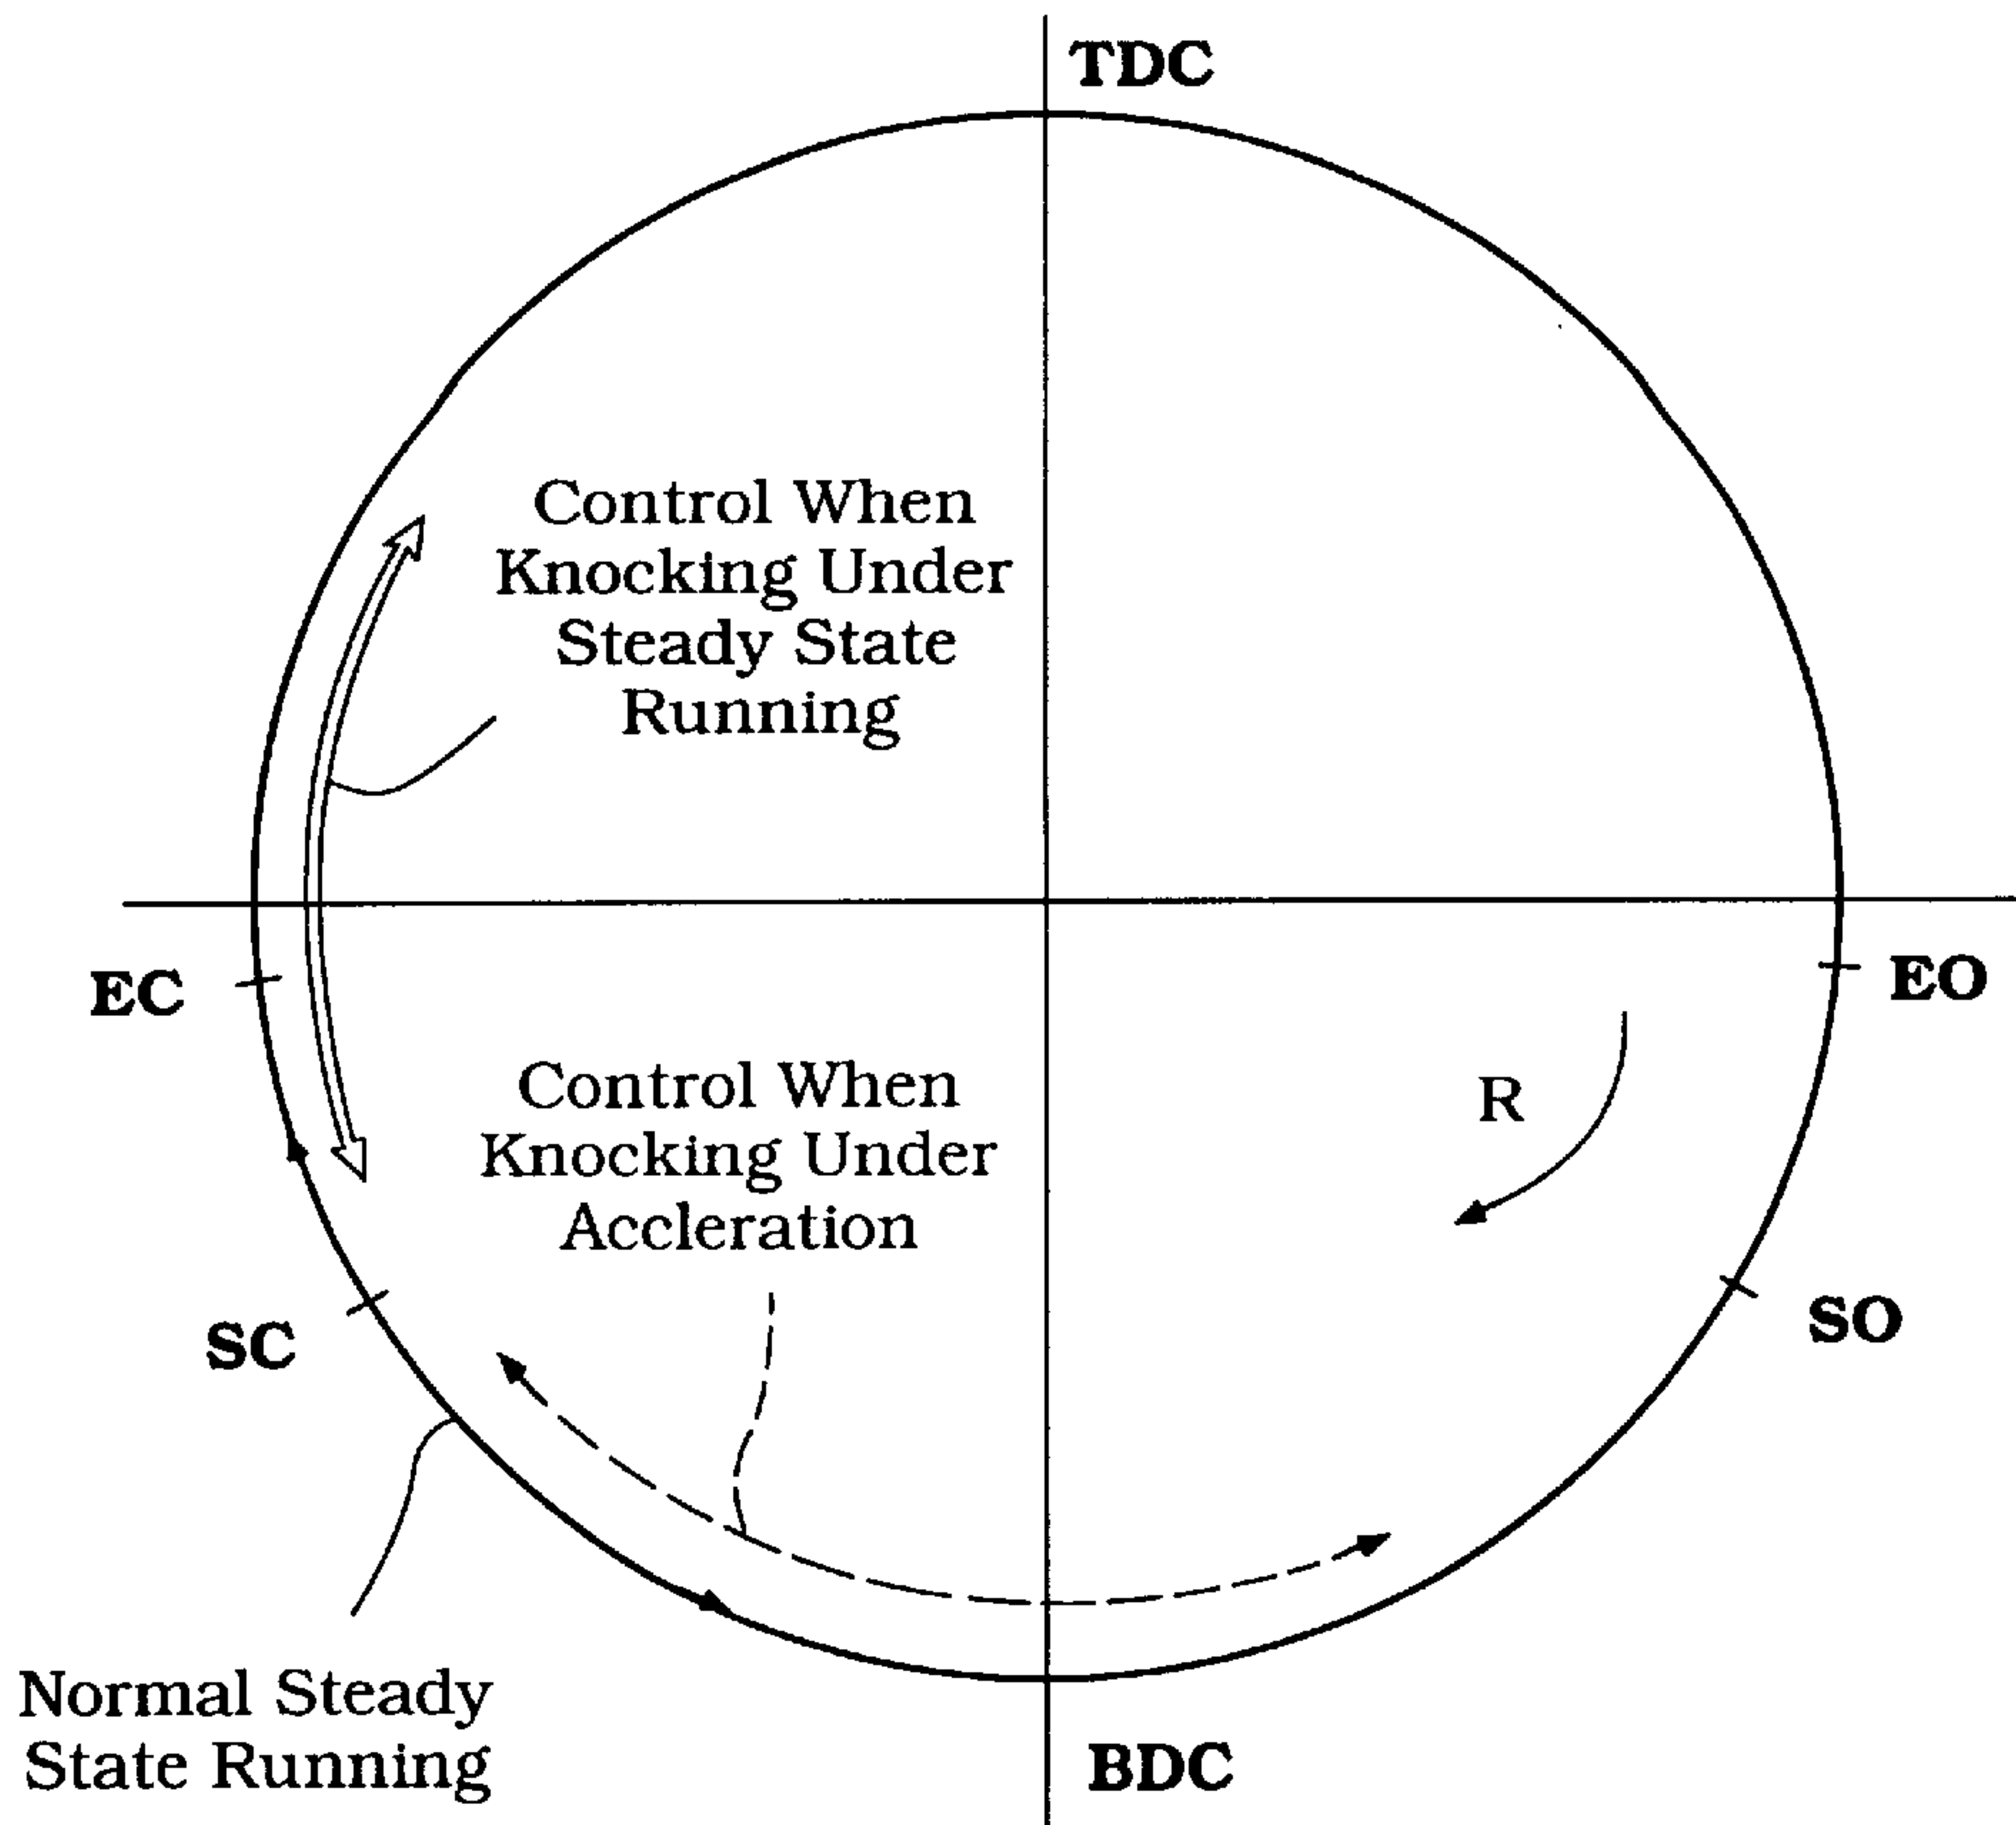 TDC
Control When
Knocking Under
Steady State
Running
EC
EO
Control When
Knocking Under
Accleration
R
SC
SO
Normal Steady
State Running
BDC